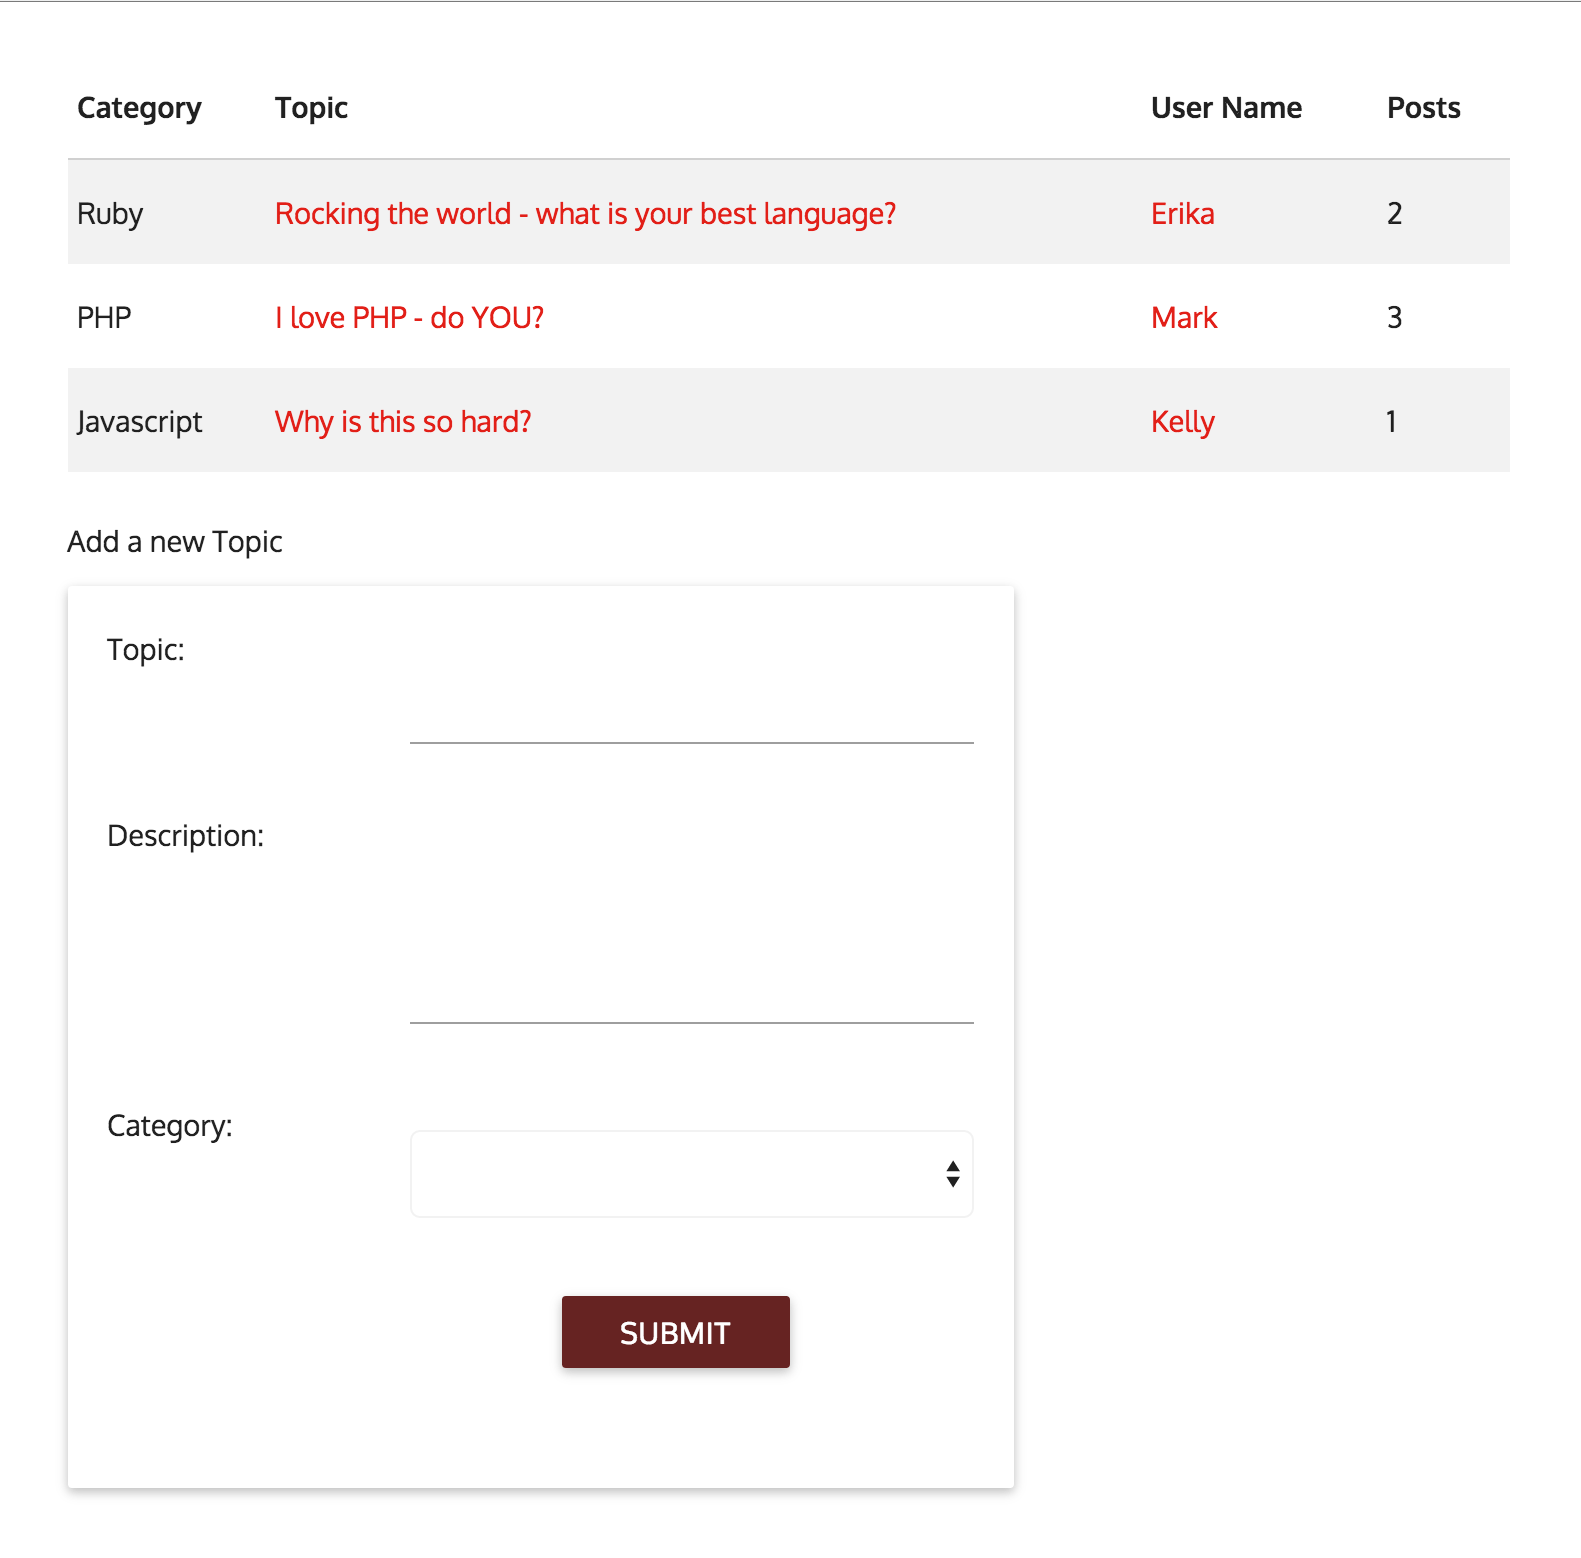 Category Topic User Name Posts
Ruby Rocking the world - what is your best language? Erika 2
PHP I love PHP - do YOU? Mark 3
Javascript Why is this so hard? Kelly 1
Add a new Topic
Topic:
Description:
Category:
SUBMIT